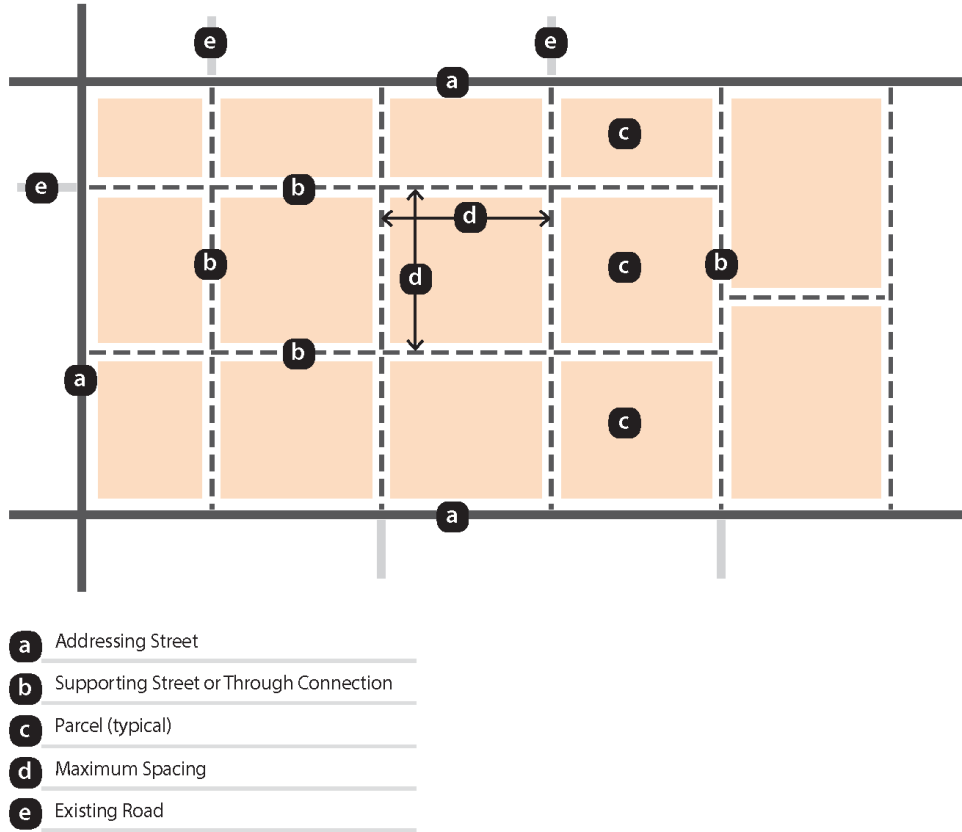 e e
a
c
e b
d
b d c b
b
a
c
a
a Addressing Street
b Supporting Street or Through Connection
c Parcel (typical)
d Maximum Spacing
e Existing Road